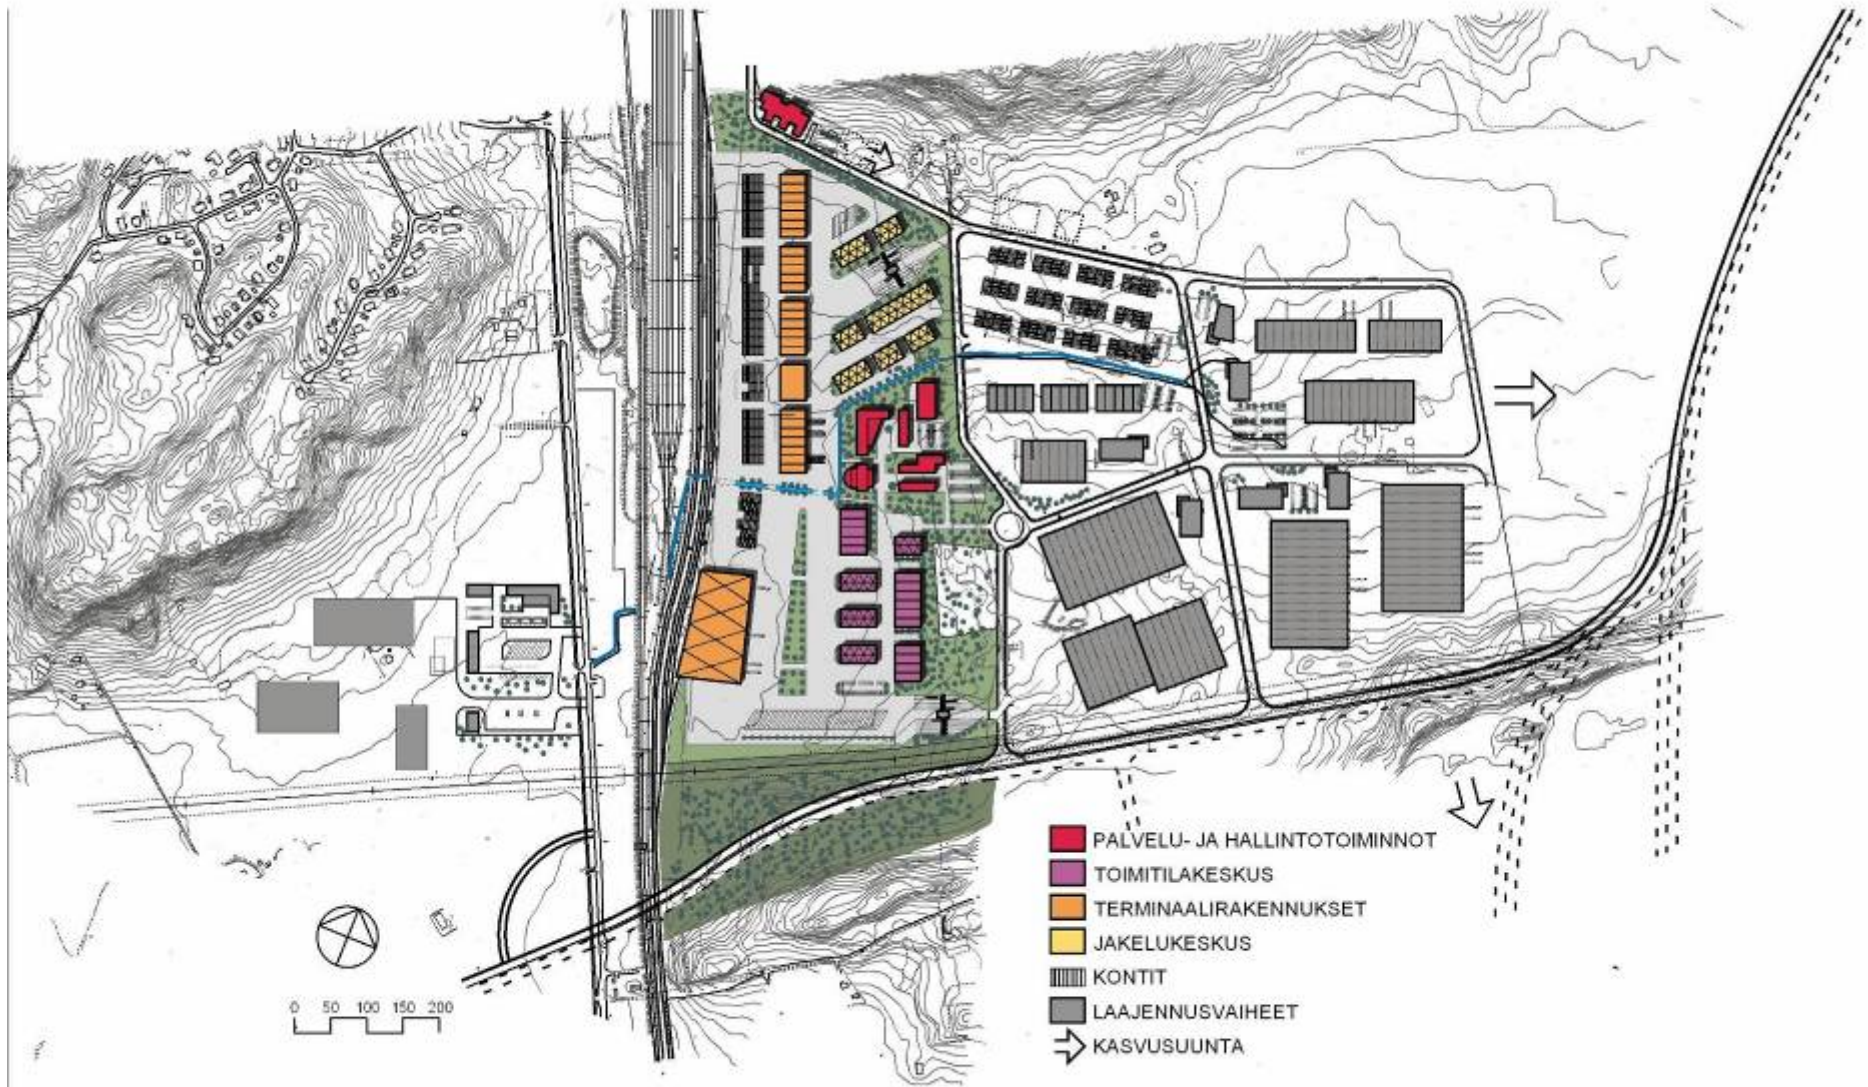 PALVELU- JA HALLINTOTOIMINNOT
TOIMITILAKESKUS
TERMINAALIRAKENNUKSET
JAKELUKESKUS
KONTIT
LAAJENNUSVAIHEET
KASVUSUUNTA
0 50 100 150 200